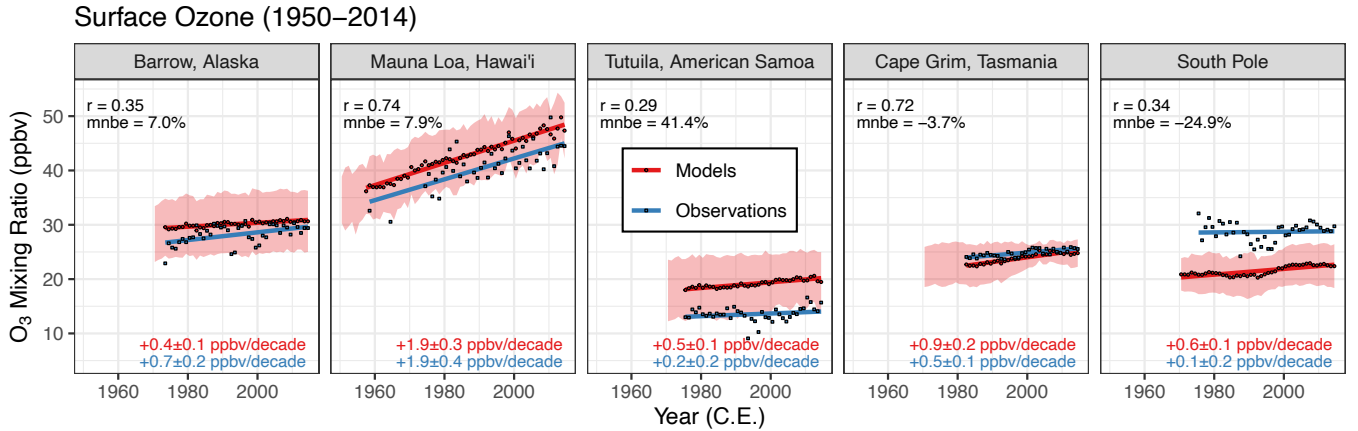 Surface Ozone (1950−2014)
Barrow, Alaska
Mauna Loa, Hawai'i
Tutuila, American Samoa
Cape Grim, Tasmania
South Pole
O3 Mixing Ratio (ppbv)
50
40
30
20
10
r = 0.35
mnbe = 7.0%
+0.4±0.1 ppbv/decade
+0.7±0.2 ppbv/decade
r = 0.74
mnbe = 7.9%
+1.9±0.3 ppbv/decade
+1.9±0.4 ppbv/decade
r = 0.29
mnbe = 41.4%
Models
Observations
+0.5±0.1 ppbv/decade
+0.2±0.2 ppbv/decade
r = 0.72
mnbe = −3.7%
+0.9±0.2 ppbv/decade
+0.5±0.1 ppbv/decade
r = 0.34
mnbe = −24.9%
+0.6±0.1 ppbv/decade
+0.1±0.2 ppbv/decade
1960 1980 2000
1960 1980 2000
1960 1980 2000
1960 1980 2000
1960 1980 2000
Year (C.E.)